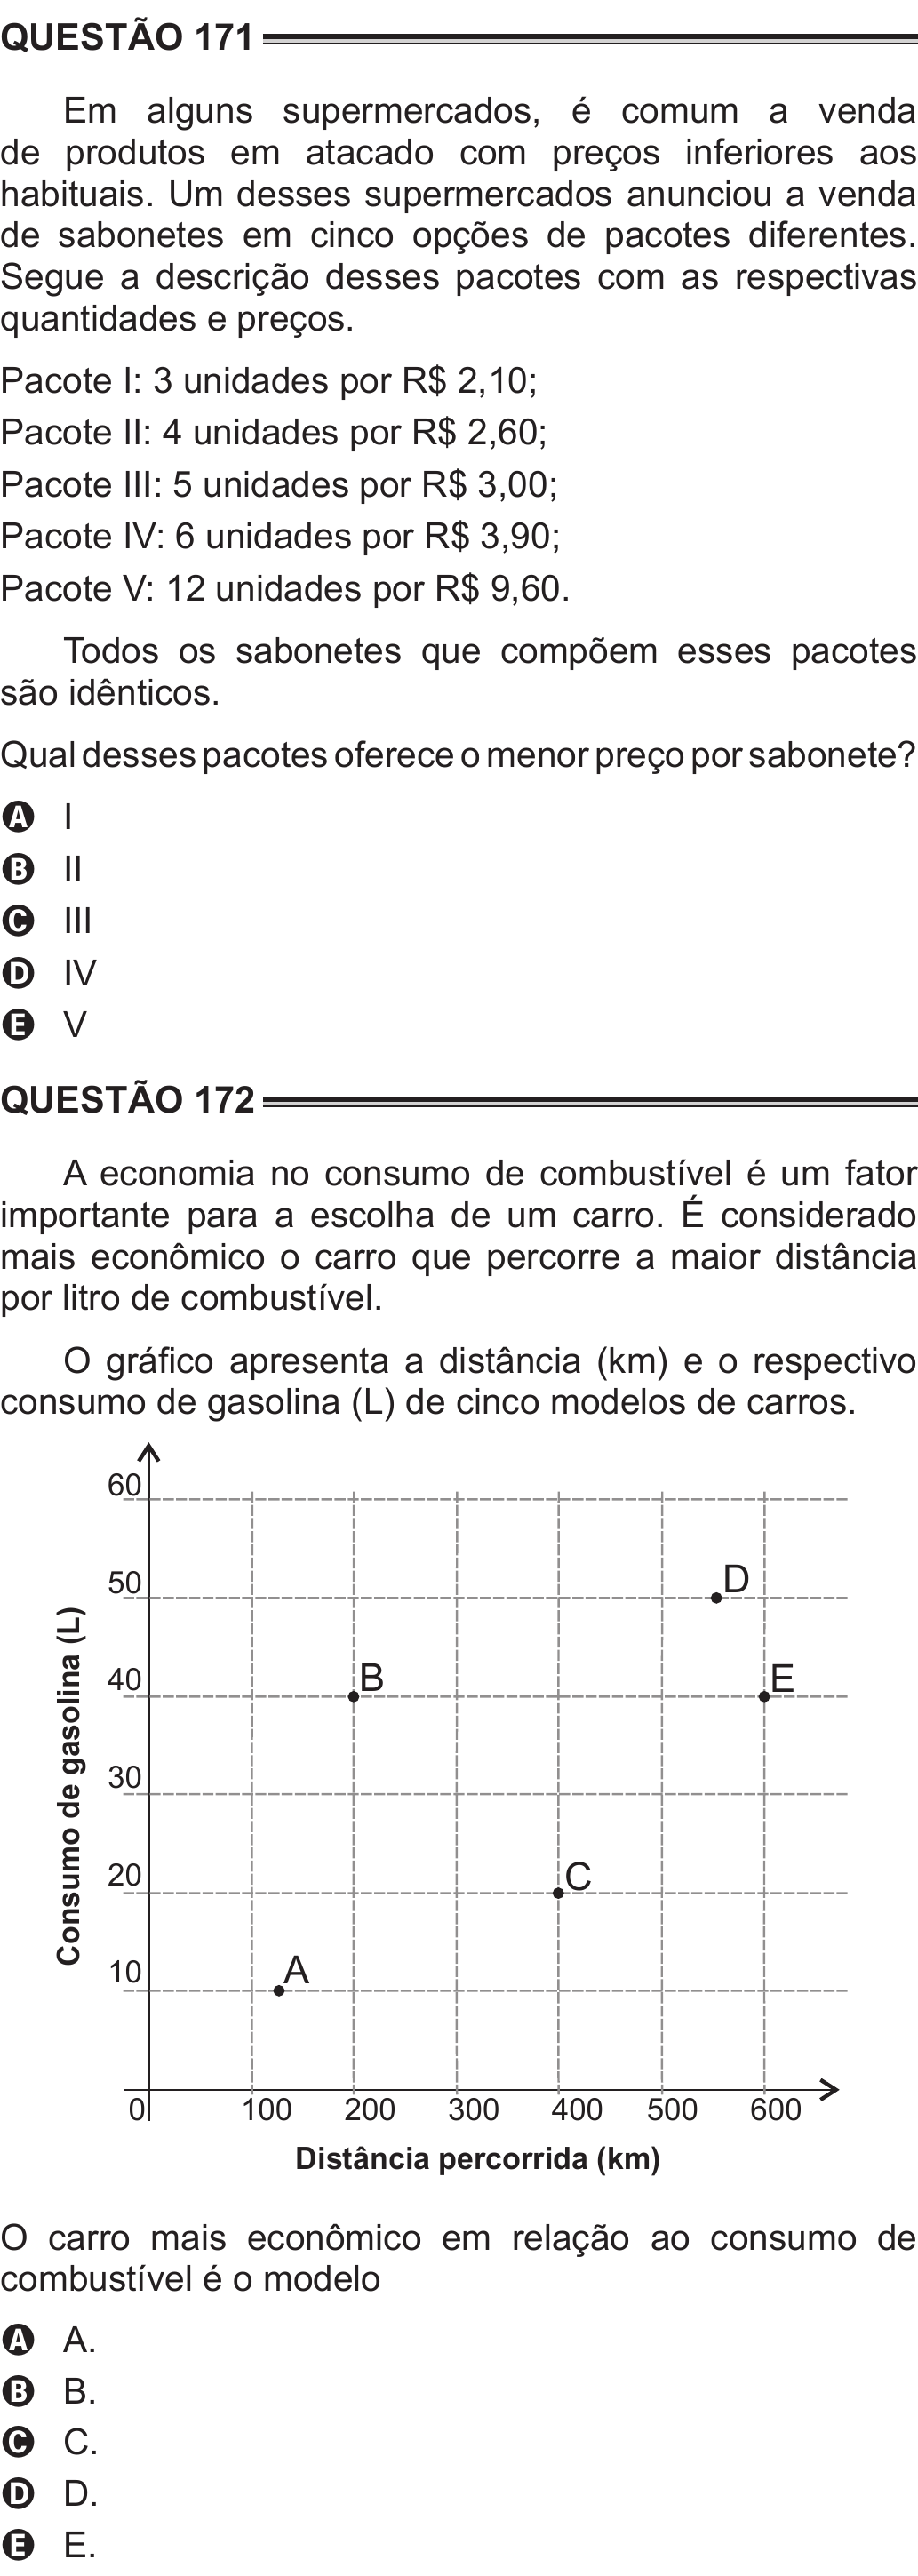 QUESTÃO 171
Em alguns supermercados, é comum a venda
de produtos em atacado com preços inferiores aos
habituais. Um desses supermercados anunciou a venda
de sabonetes em cinco opções de pacotes diferentes.
Segue a descrição desses pacotes com as respectivas
quantidades e preços.
Pacote I: 3 unidades por R$ 2,10;
Pacote II: 4 unidades por R$ 2,60;
Pacote III: 5 unidades por R$ 3,00;
Pacote IV: 6 unidades por R$ 3,90;
Pacote V: 12 unidades por R$ 9,60.
Todos os sabonetes que compõem esses pacotes
são idênticos.
Qual desses pacotes oferece o menor preço por sabonete?
A I
B II
C III
D IV
E V
QUESTÃO 172
A economia no consumo de combustível é um fator
importante para a escolha de um carro. É considerado
mais econômico o carro que percorre a maior distância
por litro de combustível.
O gráfico apresenta a distância (km) e o respectivo
consumo de gasolina (L) de cinco modelos de carros.
60
50
40
30
20
10
Consumo de gasolina (L)
D
B
E
C
A
0 100 200 300 400 500 600
Distância percorrida (km)
O carro mais econômico em relação ao consumo de
combustível é o modelo
A A.
B B.
C C.
D D.
E E.